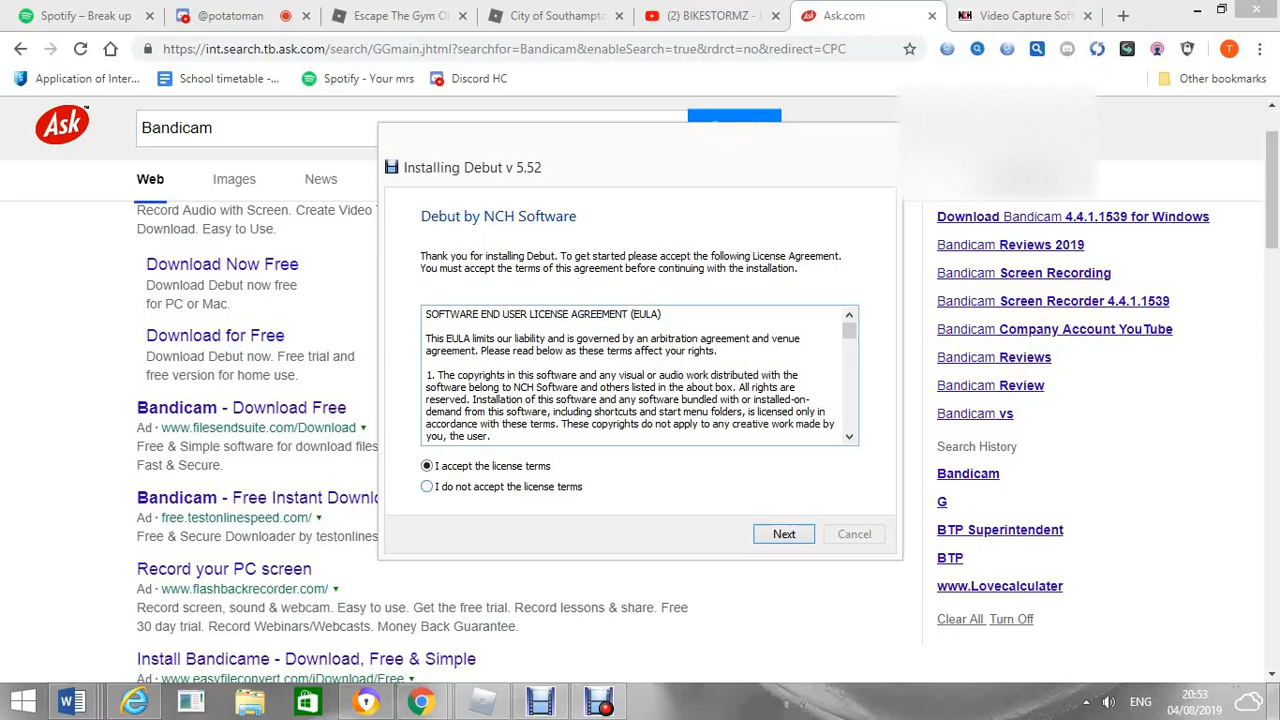 Spotify – Break up
@potatoman
Escape The Gym O
City of Southampto
(2) BIKESTORMZ -
Ask.com
NCH
Video Capture Soft
https://int.search.tb.ask.com/search/GGmain.jhtml?searchfor=Bandicam&enableSearch=true&rdrct=no&redirect=CPC
T
Application of Inter...
School timetable -...
Spotify - Your mrs
Discord HC
Other bookmarks
Ask
Bandicam
Web
Images
News
Record Audio with Screen. Create Video T
Download. Easy to Use.
Download Now Free
Download Debut now free
for PC or Mac.
Download for Free
Download Debut now. Free trial and
free version for home use.
Bandicam - Download Free
Ad · www.filesendsuite.com/Download
Free & Simple software for download files
Fast & Secure.
Bandicam - Free Instant Downlo
Ad · free.testonlinespeed.com/
Free & Secure Downloader by testonlines
Record your PC screen
Ad · www.flashbackrecorder.com/
Record screen, sound & webcam. Easy to use. Get the free trial. Record lessons & share. Free
30 day trial. Record Webinars/Webcasts. Money Back Guarantee.
Install Bandicame - Download, Free & Simple
Ad · www.easyfileconvert.com/iDownload/Free
Installing Debut v 5.52
Debut by NCH Software
Thank you for installing Debut. To get started please accept the following License Agreement.
You must accept the terms of this agreement before continuing with the installation.
SOFTWARE END USER LICENSE AGREEMENT (EULA)
This EULA limits our liability and is governed by an arbitration agreement and venue
agreement. Please read below as these terms affect your rights.
1. The copyrights in this software and any visual or audio work distributed with the
software belong to NCH Software and others listed in the about box. All rights are
reserved. Installation of this software and any software bundled with or installed-on-
demand from this software, including shortcuts and start menu folders, is licensed only in
accordance with these terms. These copyrights do not apply to any creative work made by
you, the user.
I accept the license terms
I do not accept the license terms
Next
Cancel
Download Bandicam 4.4.1.1539 for Windows
Bandicam Reviews 2019
Bandicam Screen Recording
Bandicam Screen Recorder 4.4.1.1539
Bandicam Company Account YouTube
Bandicam Reviews
Bandicam Review
Bandicam vs
Search History
Bandicam
G
BTP Superintendent
BTP
www.Lovecalculater
Clear All Turn Off
ENG
20:53
04/08/2019